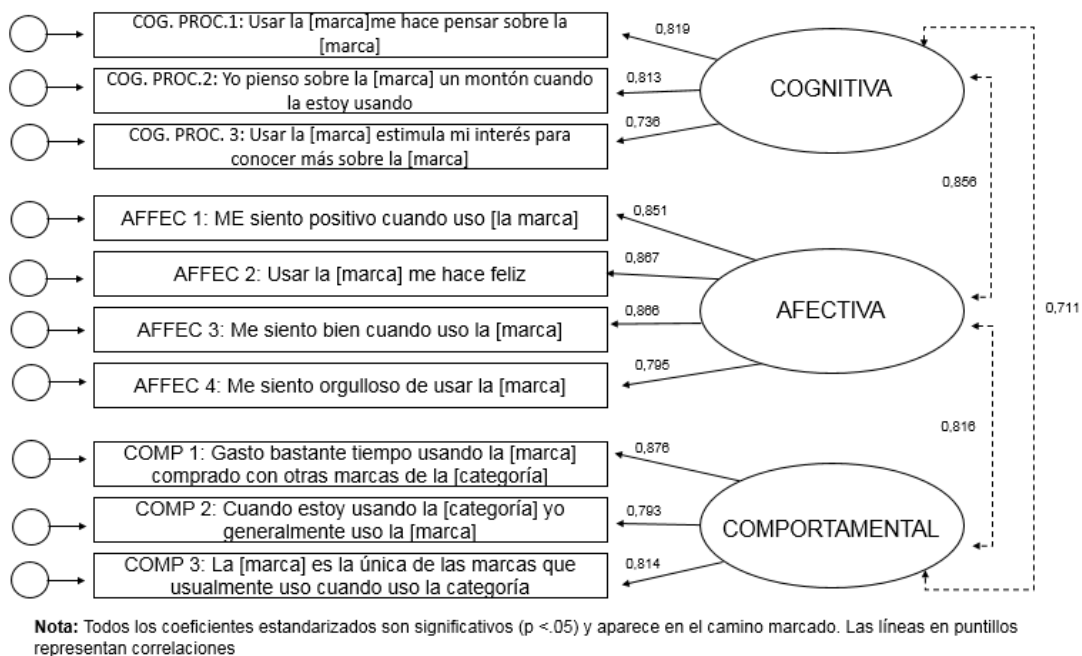 COG. PROC.1: Usar la [marca]me hace pensar sobre la
[marca]
0,819
COG. PROC.2: Yo pienso sobre la [marca] un montón cuando
la estoy usando
0,813
COGNITIVA
COG. PROC. 3: Usar la [marca] estimula mi interés para
conocer más sobre la [marca]
0,736
0,856
AFFEC 1: ME siento positivo cuando uso [la marca]
0,851
AFFEC 2: Usar la [marca] me hace feliz
0,867
AFFEC 3: Me siento bien cuando uso la [marca]
0,866
AFECTIVA
0,711
AFFEC 4: Me siento orgulloso de usar la [marca]
0,795
0,816
COMP 1: Gasto bastante tiempo usando la [marca]
comprado con otras marcas de la [categoría]
0,876
COMP 2: Cuando estoy usando la [categoría] yo
generalmente uso la [marca]
0,793
COMPORTAMENTAL
COMP 3: La [marca] es la única de las marcas que
usualmente uso cuando uso la categoría
0,814
Nota: Todos los coeficientes estandarizados son significativos (p <.05) y aparece en el camino marcado. Las líneas en puntillos
representan correlaciones